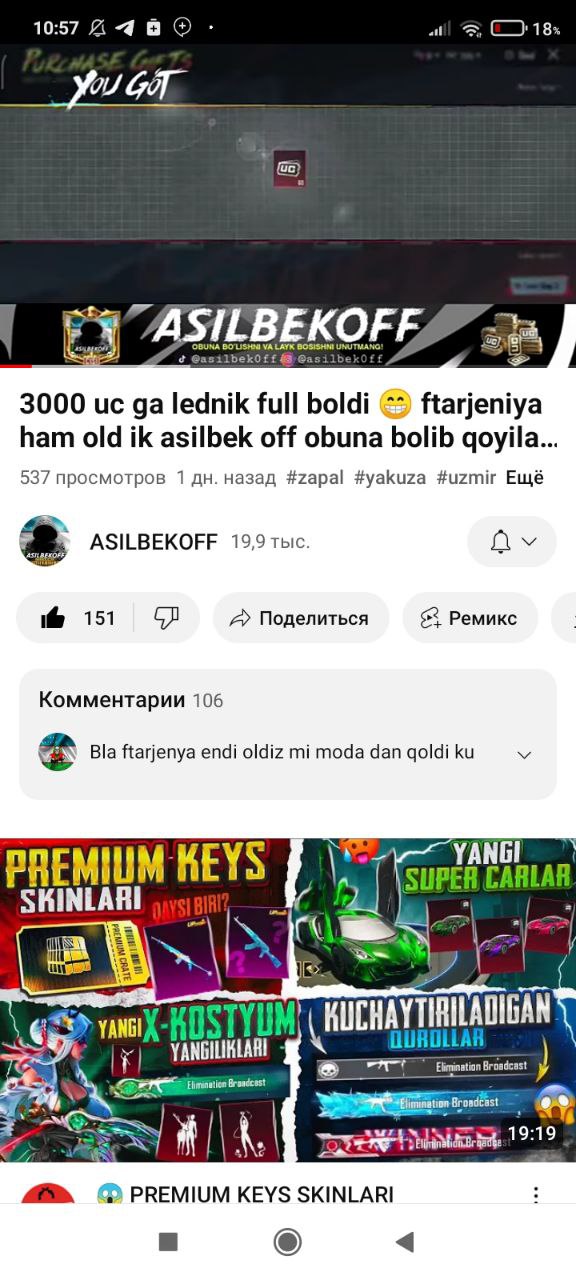 10:57
18%
PURCHASE GIFTS
YOU GOT
UC
ASILBEKOFF
ASILBEKOFF
OBUNA BO'LISHNI VA LAYK BOSISHNI UNUTMANG!
@asilbek0ff @asilbek0ff
3000 uc ga lednik full boldi 😁 ftarjeniya
ham old ik asilbek off obuna bolib qoyila...
537 просмотров 1 дн. назад #zapal #yakuza #uzmir Ещё
ASILBEKOFF 19,9 тыс.
151
Поделиться
Ремикс
Комментарии 106
Bla ftarjenya endi oldiz mi moda dan qoldi ku
PREMIUM KEYS
SKINLARI QAYSI BIRI?
PREMIUM CRATE
YANGI
SUPER CARLAR
YANGI X-KOSTYUM
YANGILIKLARI
Elimination Broadcast
KUCHAYTIRILADIGAN
QUROLLAR
Elimination Broadcast
Elimination Broadcast
Elimination Broadcast
19:19
😱 PREMIUM KEYS SKINLARI